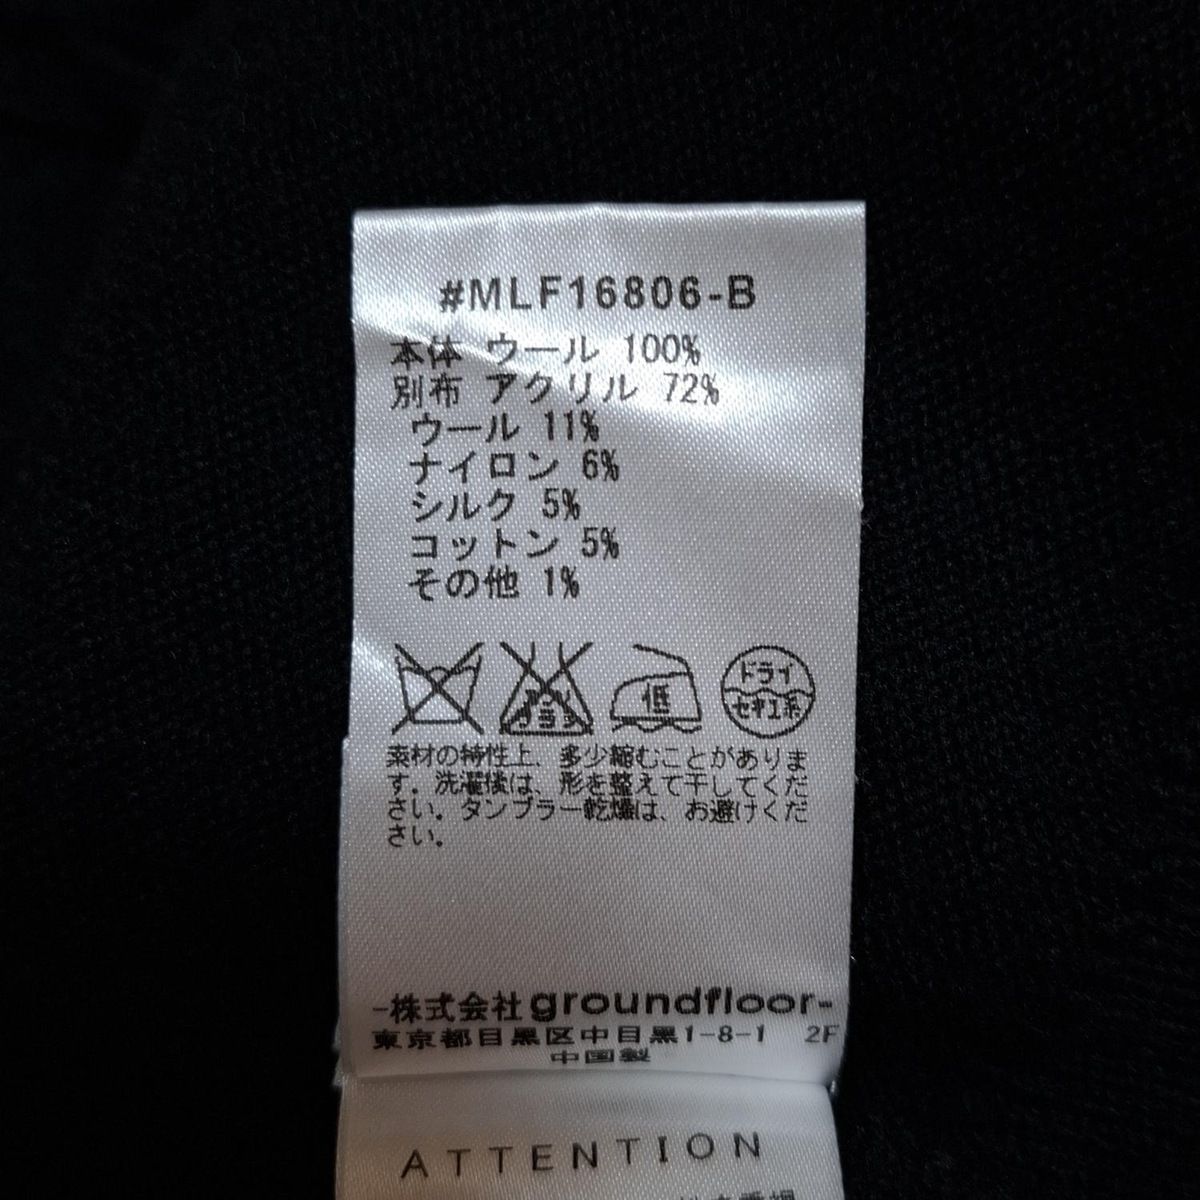 #MLF16806-B
本体 ウール 100%
別布 アクリル 72%
ウール 11%
ナイロン 6%
シルク 5%
コットン 5%
その他 1%
低
ドライ
セキユ系
素材の特性上、多少縮むことがありま
す。洗濯後は、形を整えて干してくだ
さい。タンブラー乾燥は、お避けくだ
さい。
-株式会社groundfloor-
東京都目黒区中目黒1-8-1 2F
中国製
ATTENTION